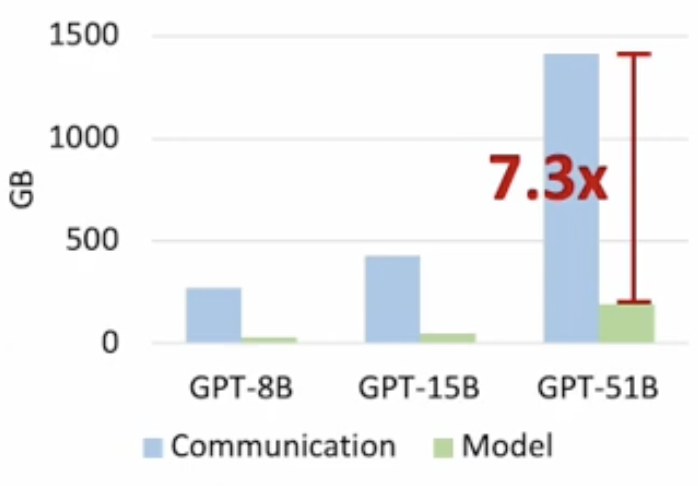 1500
1000
500
0
GB
7.3x
GPT-8B GPT-15B GPT-51B
Communication Model